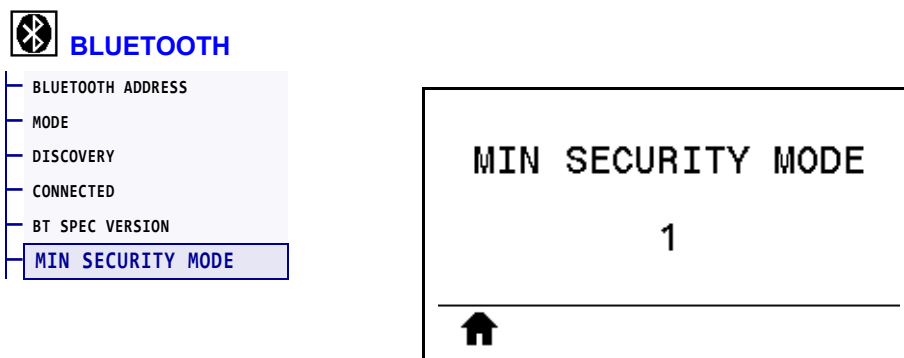 BLUETOOTH
BLUETOOTH ADDRESS
MODE
DISCOVERY
CONNECTED
BT SPEC VERSION
MIN SECURITY MODE
MIN SECURITY MODE
1